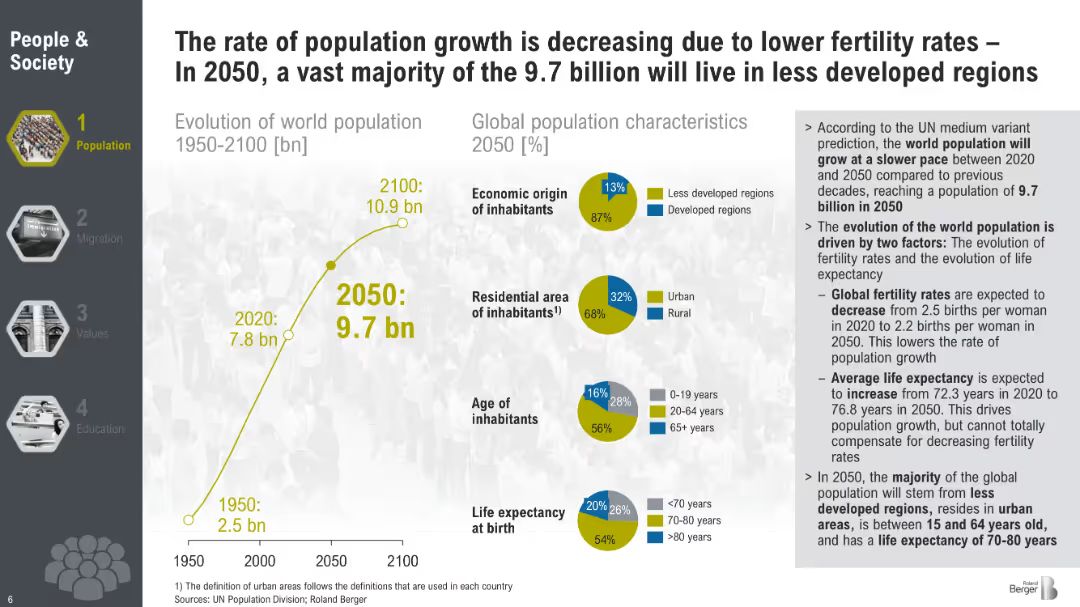 People &
Society
The rate of population growth is decreasing due to lower fertility rates –
In 2050, a vast majority of the 9.7 billion will live in less developed regions
1
Population
2
Migration
3
Values
4
Education
Evolution of world population
1950-2100 [bn]
2100:
10.9 bn
2050:
9.7 bn
2020:
7.8 bn
1950:
2.5 bn
1950
2000
2050
2100
Global population characteristics
2050 [%]
Economic origin
of inhabitants
13%
87%
Less developed regions
Developed regions
Residential area
of inhabitants1)
32%
68%
Urban
Rural
Age of
inhabitants
16%
28%
56%
0-19 years
20-64 years
65+ years
Life expectancy
at birth
20%
26%
54%
<70 years
70-80 years
>80 years
> According to the UN medium variant
prediction, the world population will
grow at a slower pace between 2020
and 2050 compared to previous
decades, reaching a population of 9.7
billion in 2050
> The evolution of the world population is
driven by two factors: The evolution of
fertility rates and the evolution of life
expectancy
– Global fertility rates are expected to
decrease from 2.5 births per woman
in 2020 to 2.2 births per woman in
2050. This lowers the rate of
population growth
– Average life expectancy is expected
to increase from 72.3 years in 2020 to
76.8 years in 2050. This drives
population growth, but cannot totally
compensate for decreasing fertility
rates
> In 2050, the majority of the global
population will stem from less
developed regions, resides in urban
areas, is between 15 and 64 years old,
and has a life expectancy of 70-80 years
1) The definition of urban areas follows the definitions that are used in each country
Sources: UN Population Division; Roland Berger
6
Roland
Berger
B